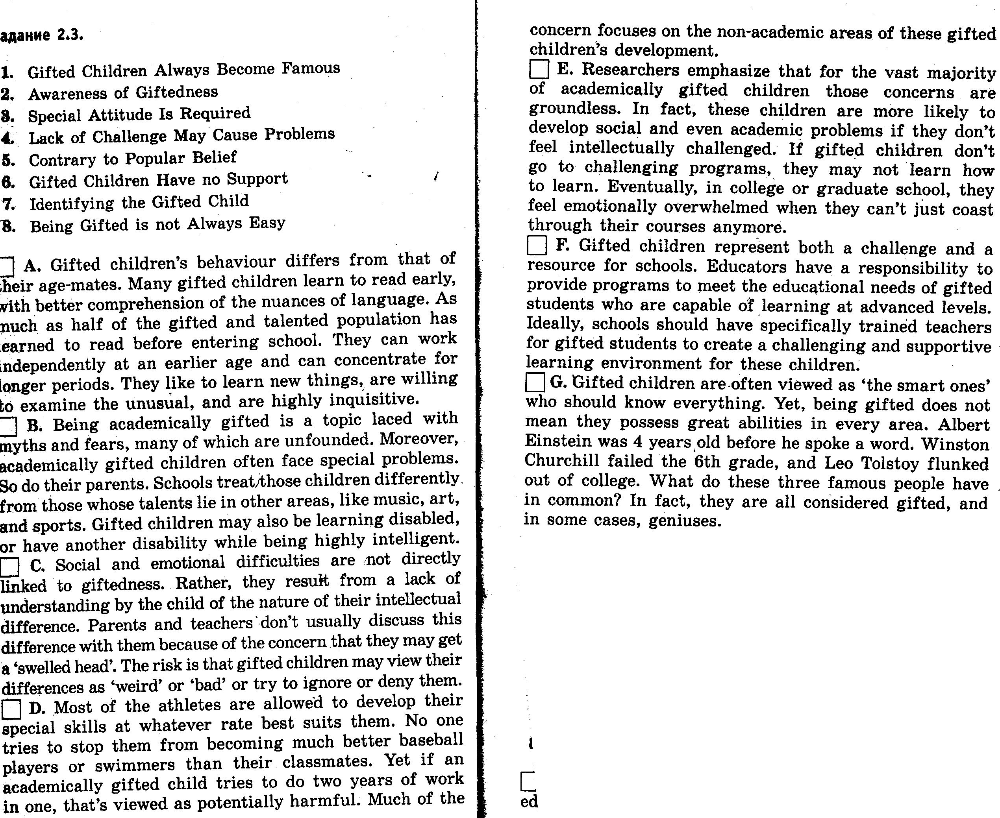 адание 2.3.
1. Gifted Children Always Become Famous
2. Awareness of Giftedness
3. Special Attitude Is Required
4. Lack of Challenge May Cause Problems
5. Contrary to Popular Belief
6. Gifted Children Have no Support
7. Identifying the Gifted Child
8. Being Gifted is not Always Easy
A. Gifted children's behaviour differs from that of
their age-mates. Many gifted children learn to read early,
with better comprehension of the nuances of language. As
much as half of the gifted and talented population has
learned to read before entering school. They can work
independently at an earlier age and can concentrate for
longer periods. They like to learn new things, are willing
to examine the unusual, and are highly inquisitive.
B. Being academically gifted is a topic laced with
myths and fears, many of which are unfounded. Moreover,
academically gifted children often face special problems.
So do their parents. Schools treat those children differently
from those whose talents lie in other areas, like music, art,
and sports. Gifted children may also be learning disabled,
or have another disability while being highly intelligent.
C. Social and emotional difficulties are not directly
linked to giftedness. Rather, they result from a lack of
understanding by the child of the nature of their intellectual
difference. Parents and teachers don't usually discuss this
difference with them because of the concern that they may get
a 'swelled head'. The risk is that gifted children may view their
differences as 'weird' or 'bad' or try to ignore or deny them.
D. Most of the athletes are allowed to develop their
special skills at whatever rate best suits them. No one
tries to stop them from becoming much better baseball
players or swimmers than their classmates. Yet if an
academically gifted child tries to do two years of work
in one, that's viewed as potentially harmful. Much of the
concern focuses on the non-academic areas of these gifted
children's development.
E. Researchers emphasize that for the vast majority
of academically gifted children those concerns are
groundless. In fact, these children are more likely to
develop social and even academic problems if they don't
feel intellectually challenged. If gifted children don't
go to challenging programs, they may not learn how
to learn. Eventually, in college or graduate school, they
feel emotionally overwhelmed when they can't just coast
through their courses anymore.
F. Gifted children represent both a challenge and a
resource for schools. Educators have a responsibility to
provide programs to meet the educational needs of gifted
students who are capable of learning at advanced levels.
Ideally, schools should have specifically trained teachers
for gifted students to create a challenging and supportive
learning environment for these children.
G. Gifted children are often viewed as 'the smart ones'
who should know everything. Yet, being gifted does not
mean they possess great abilities in every area. Albert
Einstein was 4 years old before he spoke a word. Winston
Churchill failed the 6th grade, and Leo Tolstoy flunked
out of college. What do these three famous people have
in common? In fact, they are all considered gifted, and
in some cases, geniuses.
ed